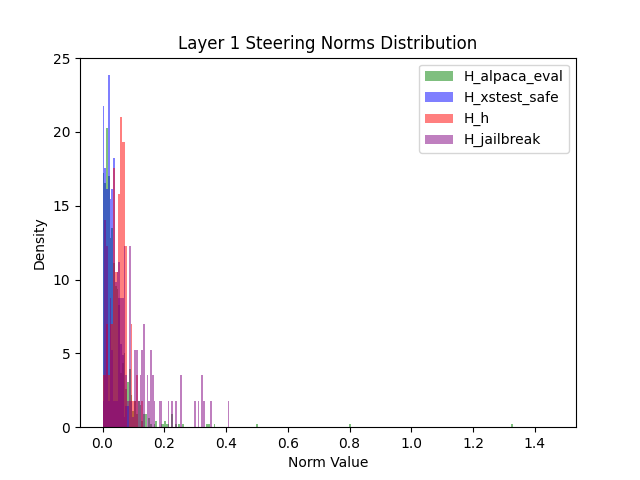 Layer 1 Steering Norms Distribution
25
20
15
10
5
0
Density
H_alpaca_eval
H_xstest_safe
H_h
H_jailbreak
0.0 0.2 0.4 0.6 0.8 1.0 1.2 1.4
Norm Value